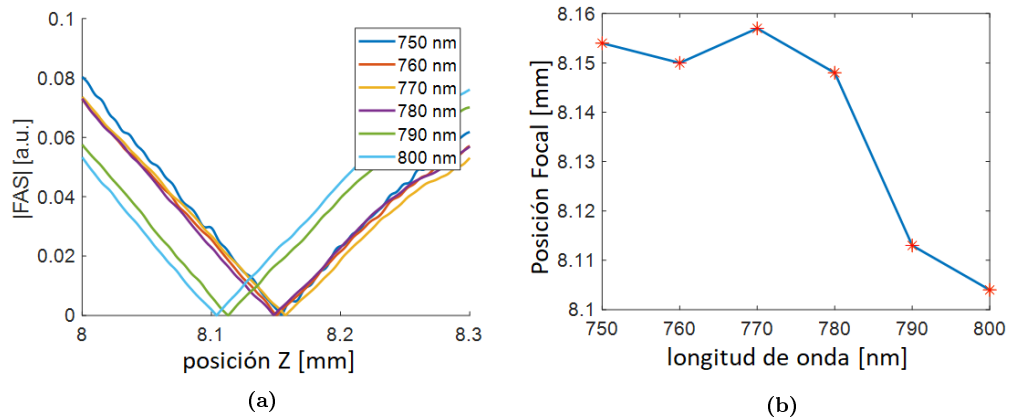 0.1
0.08
0.06
0.04
0.02
0
|FAS| [a.u.]
750 nm
760 nm
770 nm
780 nm
790 nm
800 nm
8
8.1
8.2
8.3
posición Z [mm]
(a)
8.16
8.15
8.14
8.13
8.12
8.11
8.1
Posición Focal [mm]
750
760
770
780
790
800
longitud de onda [nm]
(b)